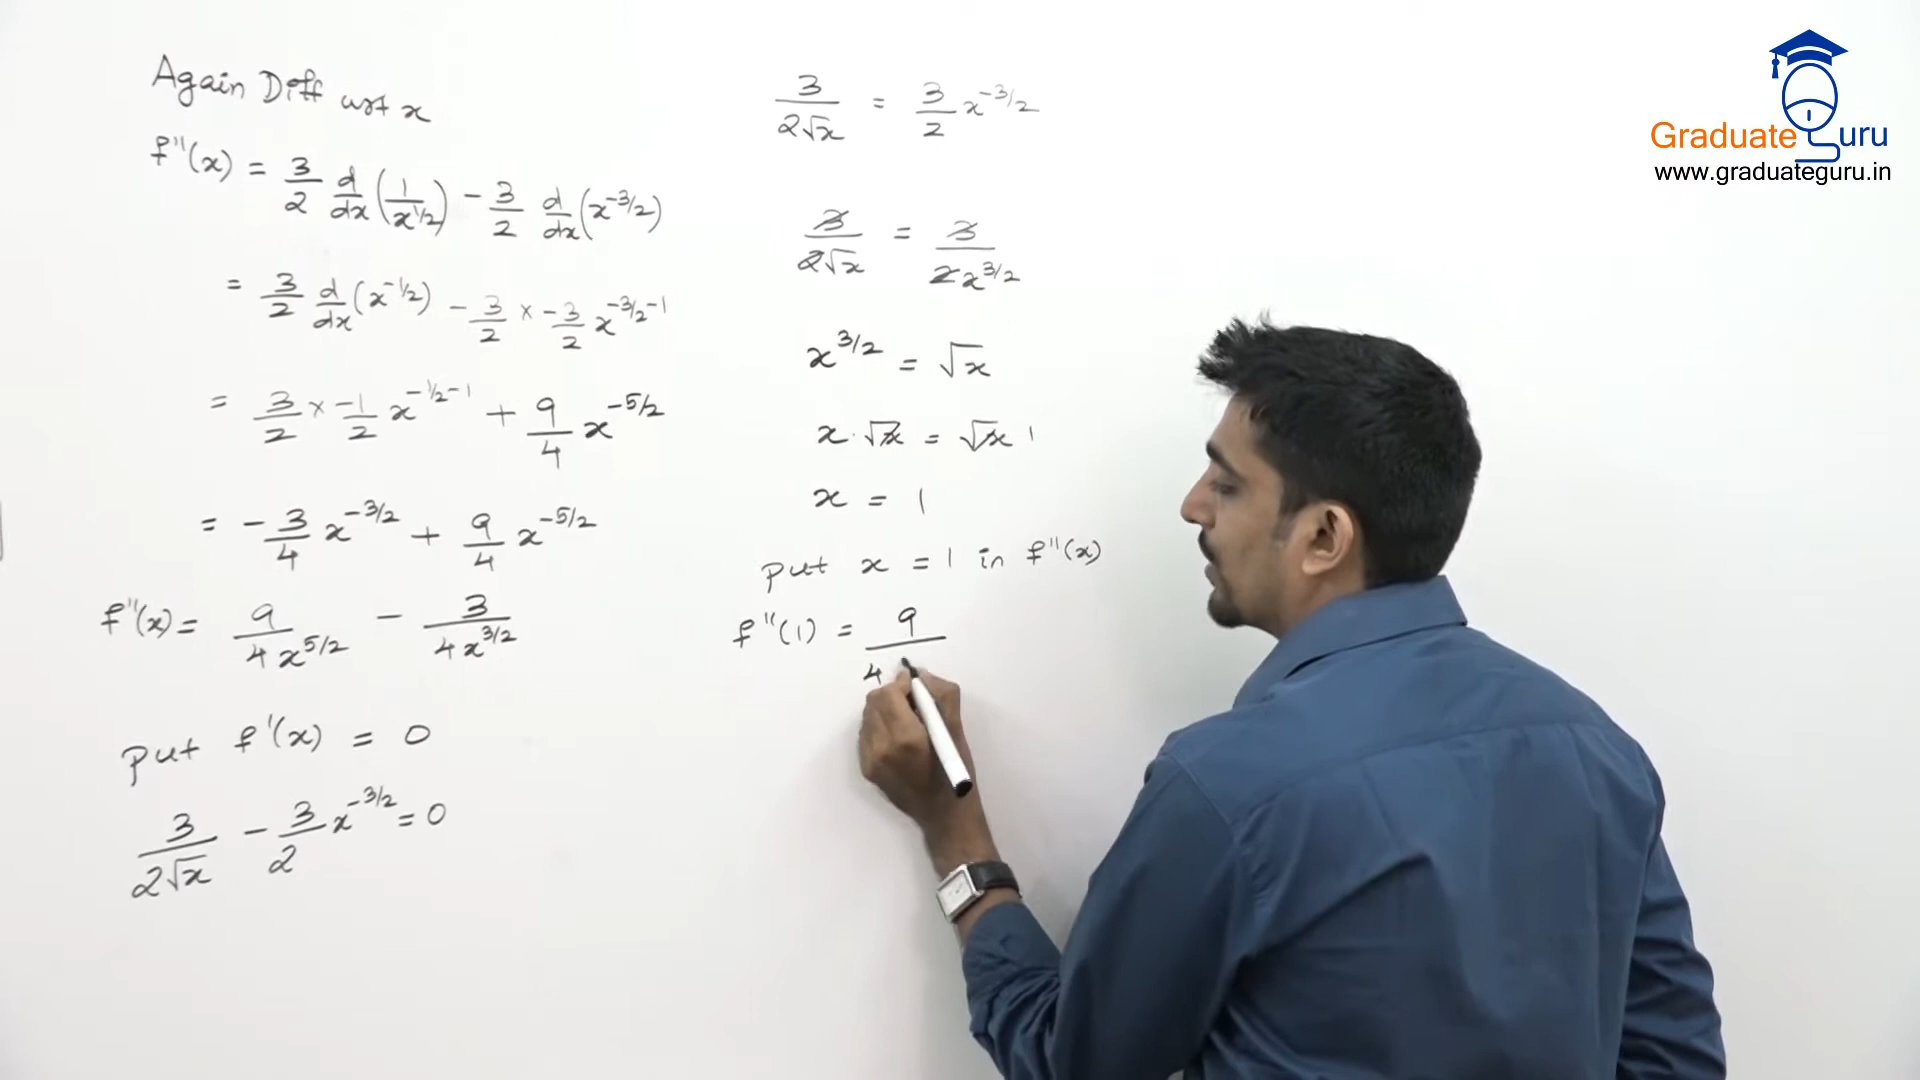 Again Diff wrt x
f''(x) = 3/2 d/dx (1/x^1/2) - 3/2 d/dx (x^-3/2)
= 3/2 d/dx (x^-1/2) - 3/2 × -3/2 x^-3/2-1
= 3/2 × -1/2 x^-1/2-1 + 9/4 x^-5/2
= -3/4 x^-3/2 + 9/4 x^-5/2
f''(x) = 9/4x^5/2 - 3/4x^3/2
put f'(x) = 0
3/2√x - 3/2 x^-3/2 = 0
3/2√x = 3/2 x^-3/2
3/2√x = 3/2x^3/2
x^3/2 = √x
x·√x = √x 1
x = 1
put x = 1 in f''(x)
f''(1) = 9/4
GraduateGuru
www.graduateguru.in